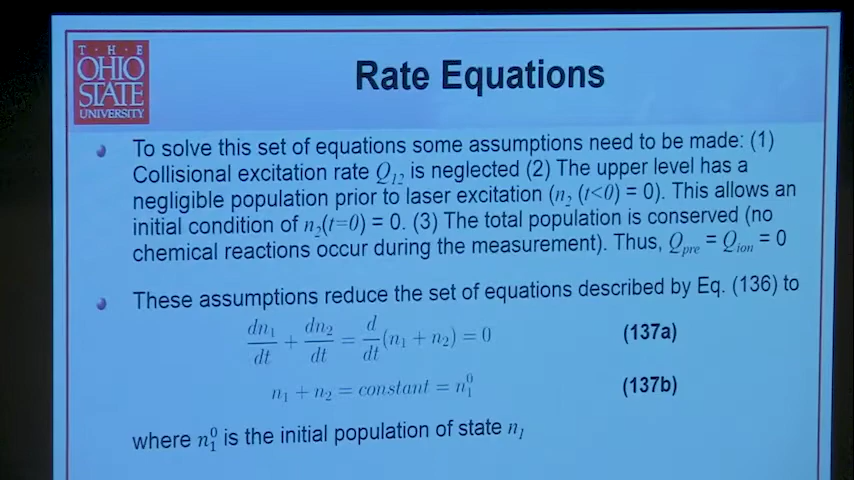 T · H · E
OHIO
STATE
UNIVERSITY
Rate Equations
To solve this set of equations some assumptions need to be made: (1)
Collisional excitation rate Q₁₂ is neglected (2) The upper level has a
negligible population prior to laser excitation (n₂ (t<0) = 0). This allows an
initial condition of n₂(t=0) = 0. (3) The total population is conserved (no
chemical reactions occur during the measurement). Thus, Q_pre = Q_ion = 0
These assumptions reduce the set of equations described by Eq. (136) to
dn₁/dt + dn₂/dt = d/dt(n₁ + n₂) = 0 (137a)
n₁ + n₂ = constant = n₁⁰ (137b)
where n₁⁰ is the initial population of state n₁